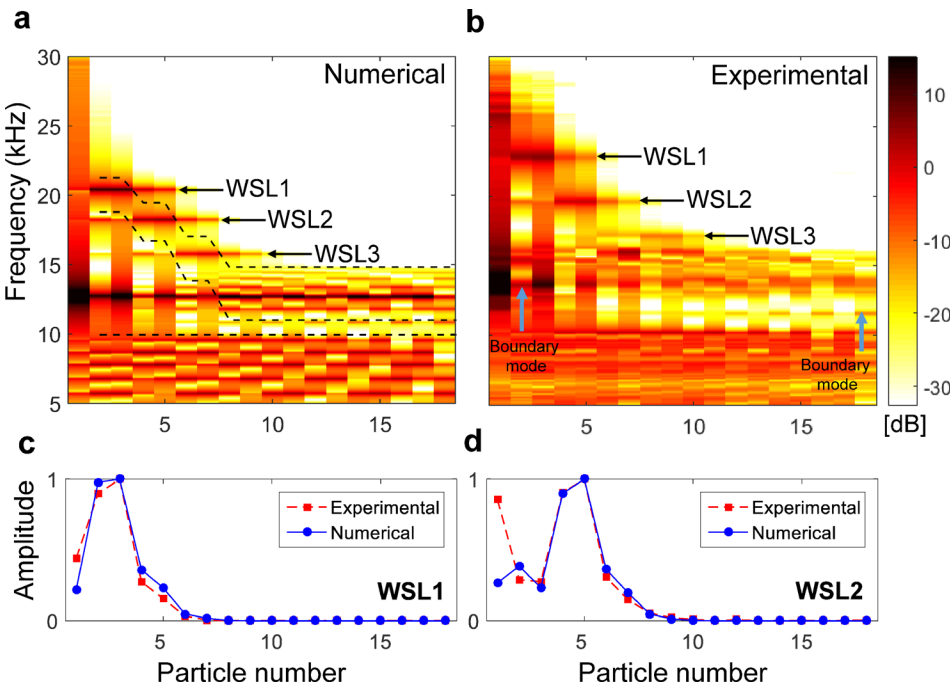 a
b
30
25
20
15
10
5
Frequency (kHz)
Numerical
WSL1
WSL2
WSL3
5
10
15
Experimental
WSL1
WSL2
WSL3
Boundary
mode
Boundary
mode
5
10
15
10
0
-10
-20
-30
[dB]
c
d
1
0
Amplitude
Experimental
Numerical
WSL1
5
10
15
Particle number
1
0
Experimental
Numerical
WSL2
5
10
15
Particle number